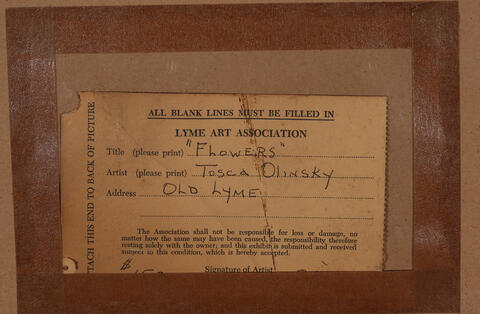 ALL BLANK LINES MUST BE FILLED IN
LYME ART ASSOCIATION
Title (please print) "FLOWERS"
Artist (please print) TOSCA OLINSKY
Address OLD LYME
The Association shall not be responsible for loss or damage, no
matter how the same may have been caused, the responsibility therefore
resting solely with the owner; and this exhibit is submitted and received
subject to this condition, which is hereby accepted.
$
Signature of Artist
TTACH THIS END TO BACK OF PICTURE